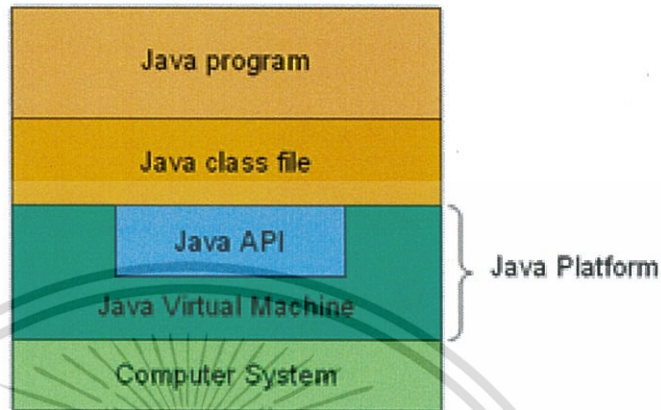 Java program
Java class file
Java API
Java Platform
Java Virtual Machine
Computer System